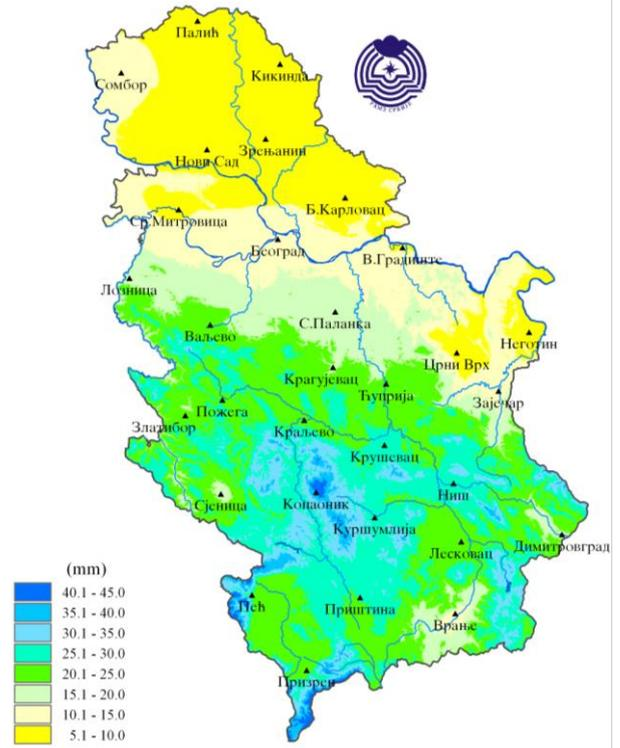 Палић
Кикинда
Сомбор
Зрењанин
Нови Сад
Б.Карловац
Ср.Митровица
Београд
В.Градиште
Лозница
С.Паланка
Ваљево
Неготин
Црни Врх
Крагујевац
Ћуприја
Зајечар
Пожега
Златибор
Краљево
Крушевац
Ниш
Сјеница
Копаоник
Куршумлија
Димитровград
Лесковац
(mm)
40.1 - 45.0
35.1 - 40.0
30.1 - 35.0
25.1 - 30.0
20.1 - 25.0
15.1 - 20.0
10.1 - 15.0
5.1 - 10.0
Пећ
Приштина
Врање
Призрен